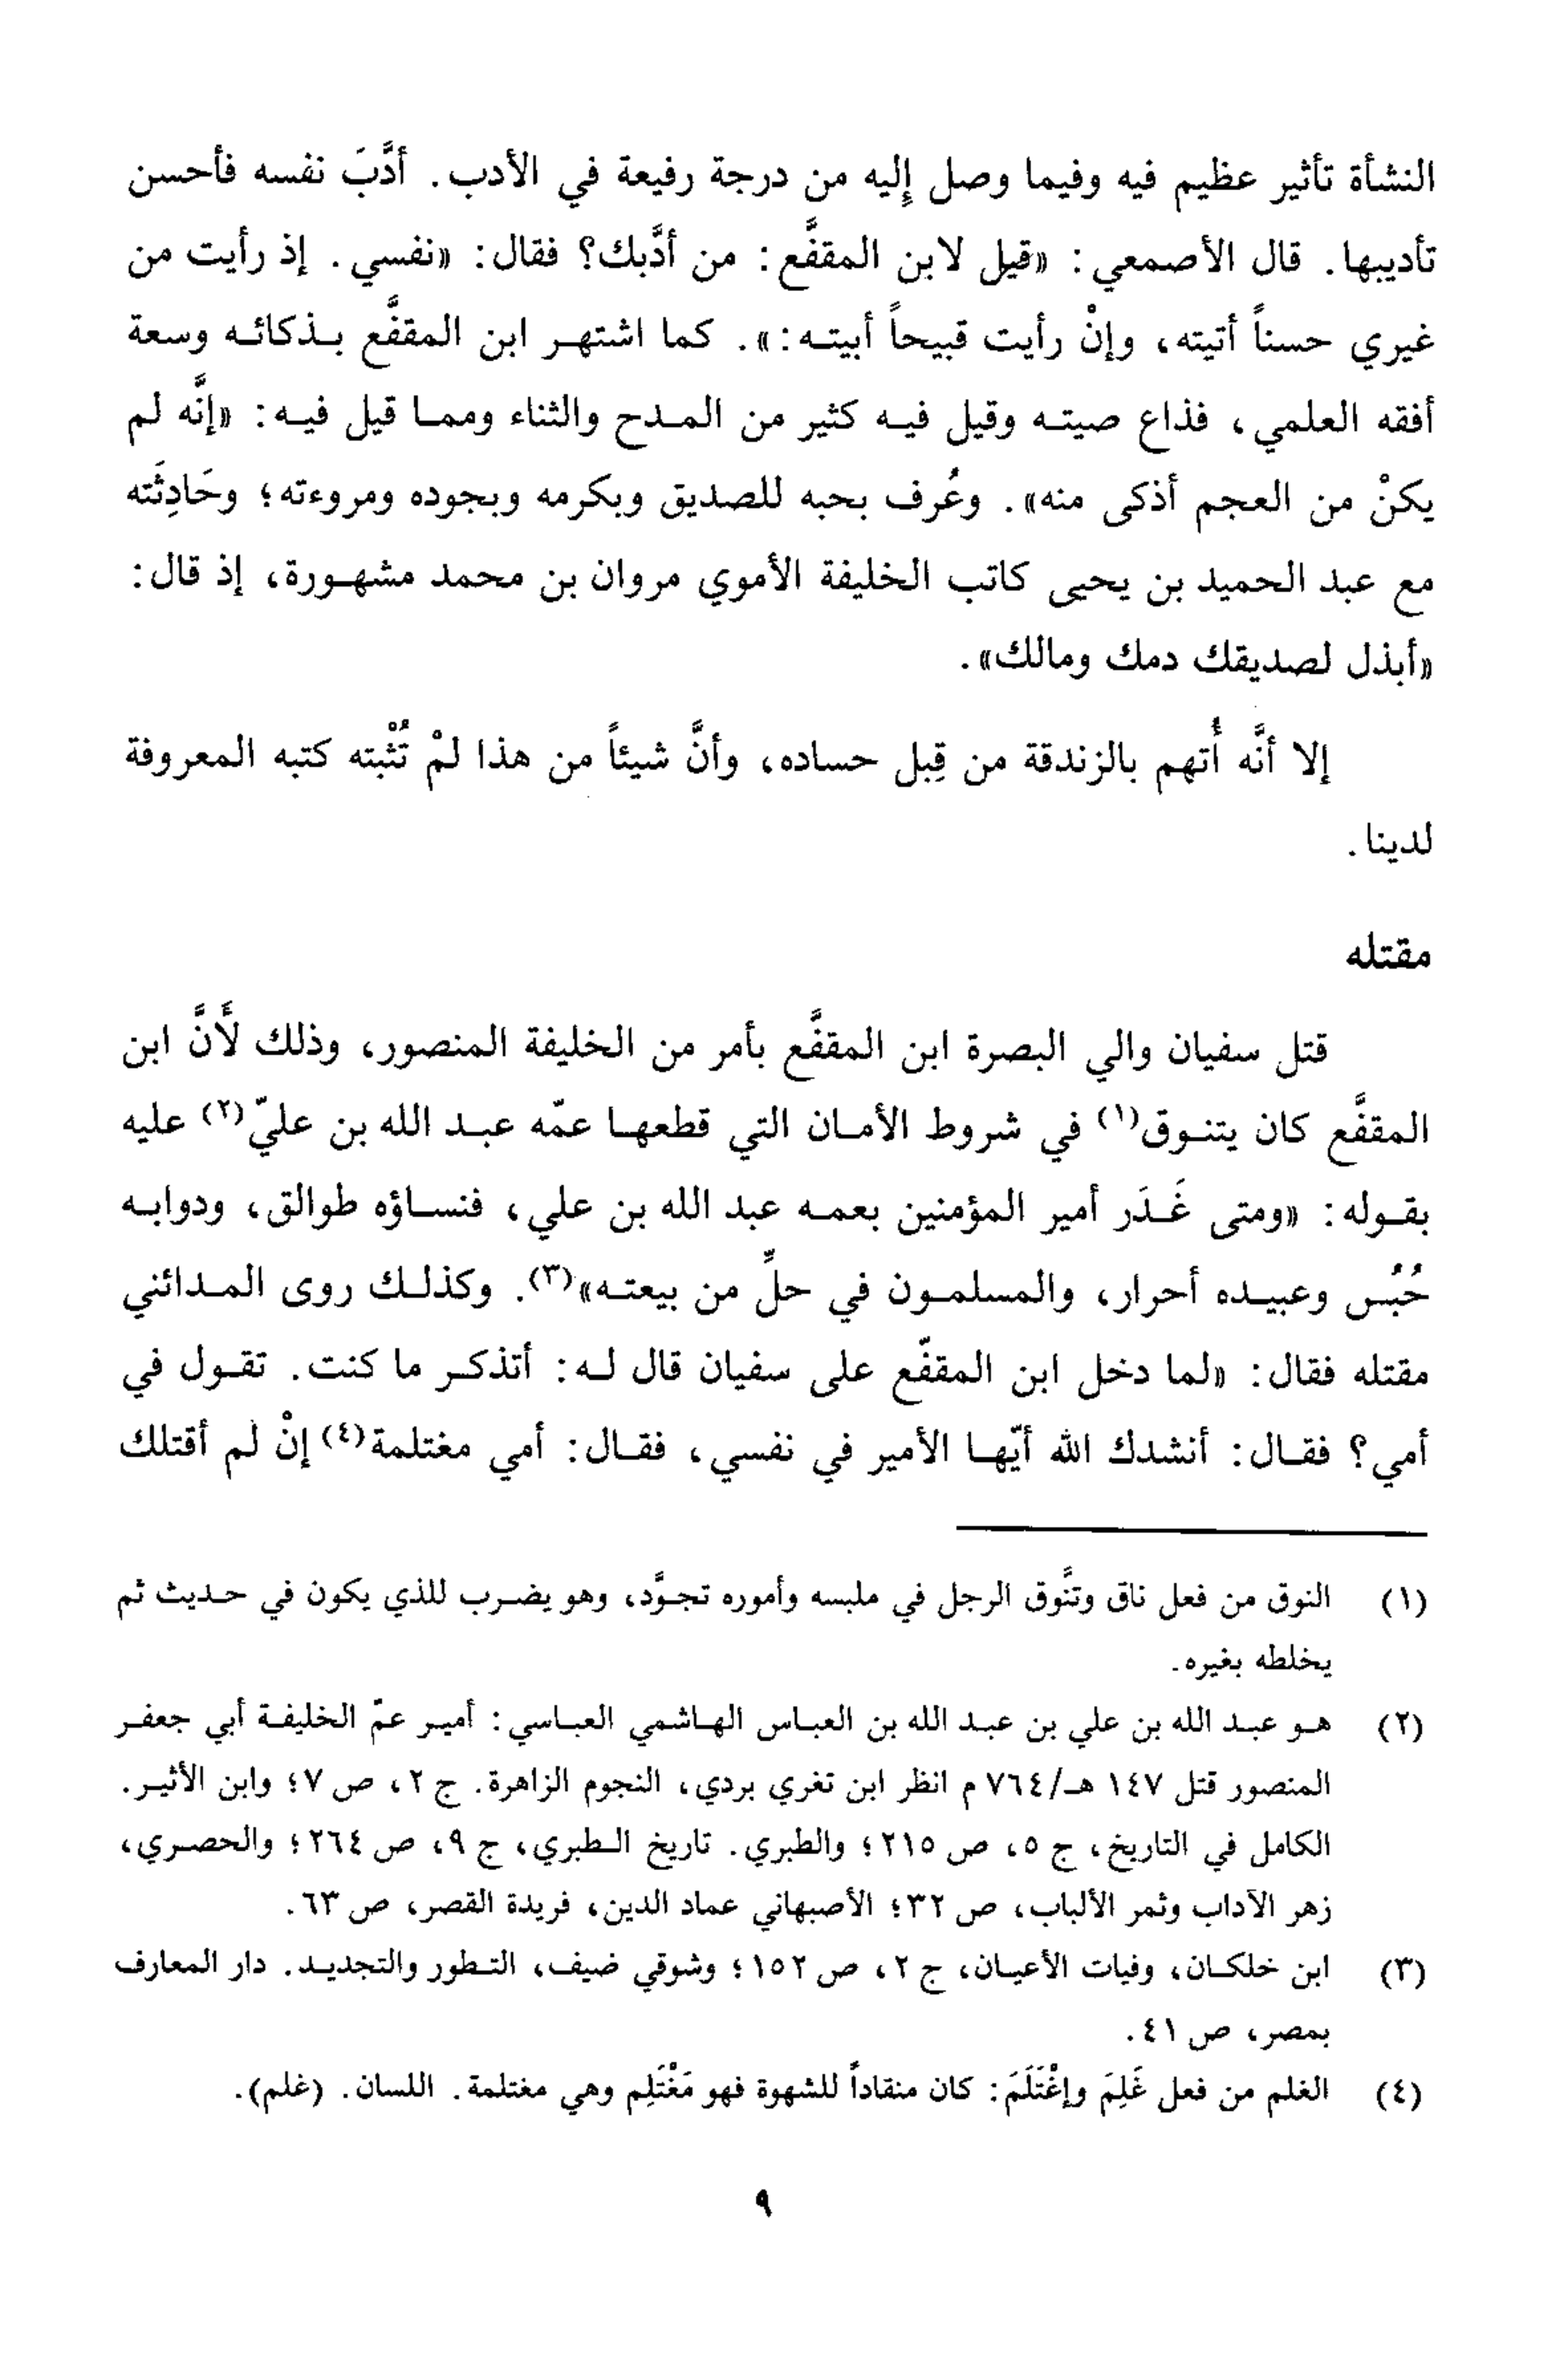 النشأة تأثير عظيم فيه وفيما وصل إليه من درجة رفيعة في الأدب. أدَّبَ نفسه فأحسن
تأديبها. قال الأصمعي: «قيل لابن المقفَّع: من أدَّبك؟ فقال: «نفسي. إذ رأيت من
غيري حسناً أتيته، وإنْ رأيت قبيحاً أبيته:». كما اشتهر ابن المقفَّع بذكائه وسعة
أفقه العلمي، فذاع صيته وقيل فيه كثير من المدح والثناء ومما قيل فيه: «إنَّه لم
يكنْ من العجم أذكى منه». وعُرف بحبه للصديق وبكرمه وبجوده ومروءته؛ وحَادِثَته
مع عبد الحميد بن يحيى كاتب الخليفة الأموي مروان بن محمد مشهورة، إذ قال:
«أبذل لصديقك دمك ومالك».
إلا أنَّه أُتهم بالزندقة من قِبل حساده، وأنَّ شيئاً من هذا لمْ تُثْبته كتبه المعروفة
لدينا.
مقتله
قتل سفيان والي البصرة ابن المقفَّع بأمر من الخليفة المنصور، وذلك لأَنَّ ابن
المقفَّع كان يتنوق(١) في شروط الأمان التي قطعها عمّه عبد الله بن عليّ(٢) عليه
بقوله: «ومتى غَدَر أمير المؤمنين بعمه عبد الله بن علي، فنساؤه طوالق، ودوابه
حُبُس وعبيده أحرار، والمسلمون في حلٍّ من بيعته»(٣). وكذلك روى المدائني
مقتله فقال: «لما دخل ابن المقفّع على سفيان قال له: أتذكر ما كنت. تقول في
أمي؟ فقال: أنشدك الله أيّها الأمير في نفسي، فقال: أمي مغتلمة(٤) إنْ لم أقتلك
(١) النوق من فعل ناق وتنَّوق الرجل في ملبسه وأموره تجوَّد، وهو يضرب للذي يكون في حديث ثم
يخلطه بغيره.
(٢) هو عبد الله بن علي بن عبد الله بن العباس الهاشمي العباسي: أمير عمّ الخليفة أبي جعفر
المنصور قتل ١٤٧ هـ/٧٦٤ م انظر ابن تغري بردي، النجوم الزاهرة. ج ٢، ص ٧؛ وابن الأثير.
الكامل في التاريخ، ج ٥، ص ٢١٥؛ والطبري. تاريخ الطبري، ج ٩، ص ٢٦٤؛ والحصري،
زهر الآداب وثمر الألباب، ص ٣٢؛ الأصبهاني عماد الدين، فريدة القصر، ص ٦٣.
(٣) ابن خلكان، وفيات الأعيان، ج ٢، ص ١٥٢؛ وشوقي ضيف، التطور والتجديد. دار المعارف
بمصر، ص ٤١.
(٤) الغلم من فعل غَلِمَ وإغْتَلَمَ: كان منقاداً للشهوة فهو مَغْتَلِم وهي مغتلمة. اللسان. (غلم).
٩